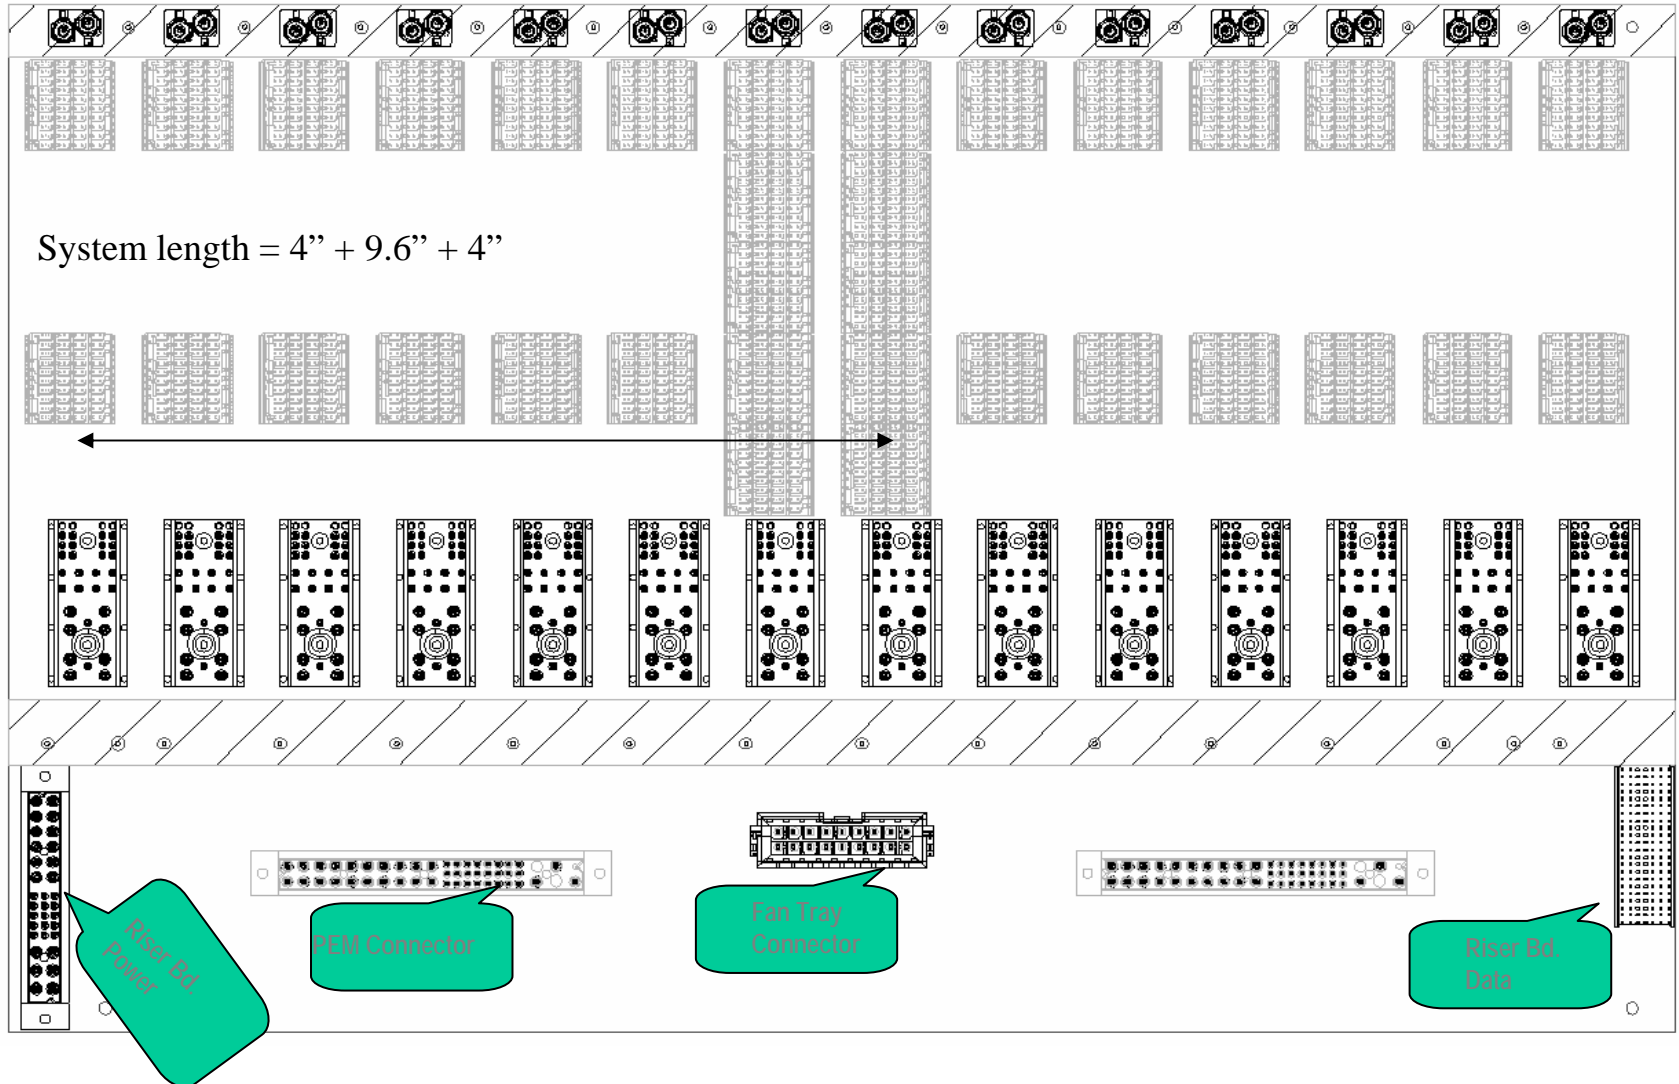 System length = 4” + 9.6” + 4”
Riser Bd.
Power
PEM Connector
Fan Tray
Connector
Riser Bd.
Data